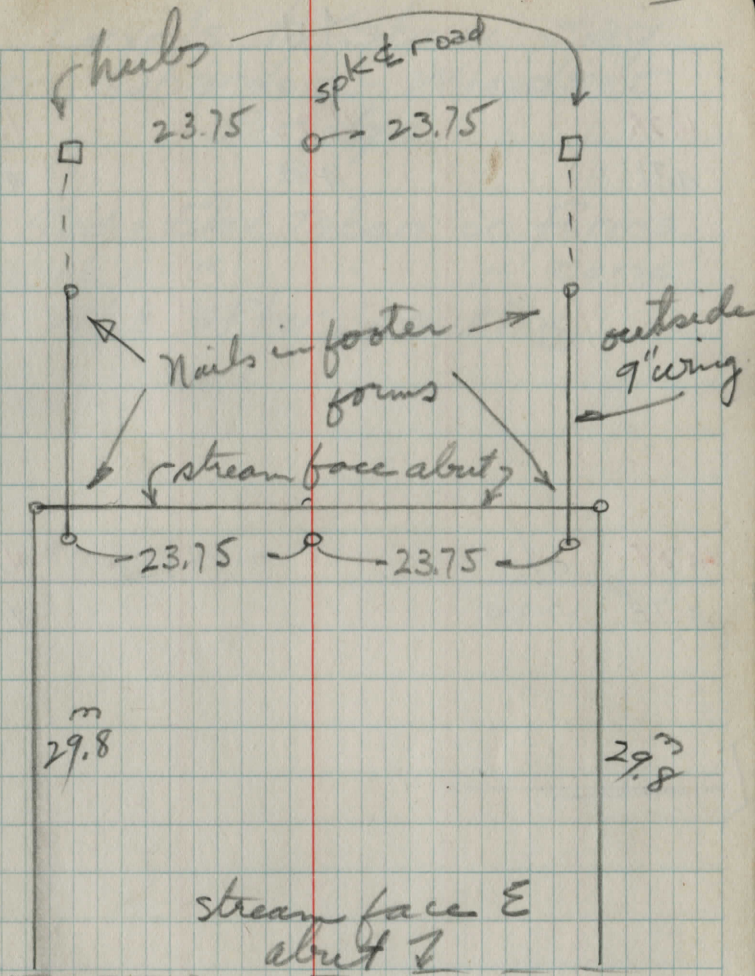 hubs
spk ℄ road
23.75
23.75
Nails in footer
forms
outside
9" wing
stream face abut
23.75
23.75
29.8
29.8
stream face E
abut